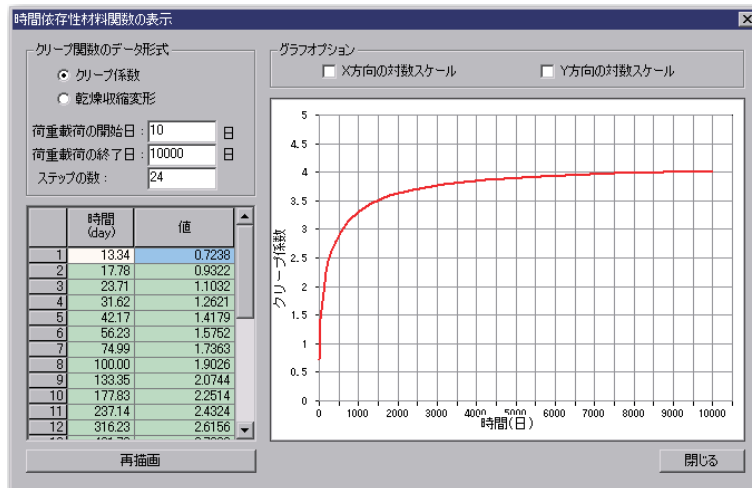 時間依存性材料関数の表示
クリープ関数のデータ形式
クリープ係数
乾燥収縮変形
荷重載荷の開始日: 10 日
荷重載荷の終了日: 10000 日
ステップの数: 24
時間 (day) 値
1 13.34 0.7238
2 17.78 0.9322
3 23.71 1.1032
4 31.62 1.2621
5 42.17 1.4179
6 56.23 1.5752
7 74.99 1.7363
8 100.00 1.9026
9 133.35 2.0744
10 177.83 2.2514
11 237.14 2.4324
12 316.23 2.6156
再描画
グラフオプション
X方向の対数スケール
Y方向の対数スケール
5
4.5
4
3.5
3
2.5
2
1.5
1
0.5
0
クリープ係数
0 1000 2000 3000 4000 5000 6000 7000 8000 9000 10000
時間(日)
閉じる